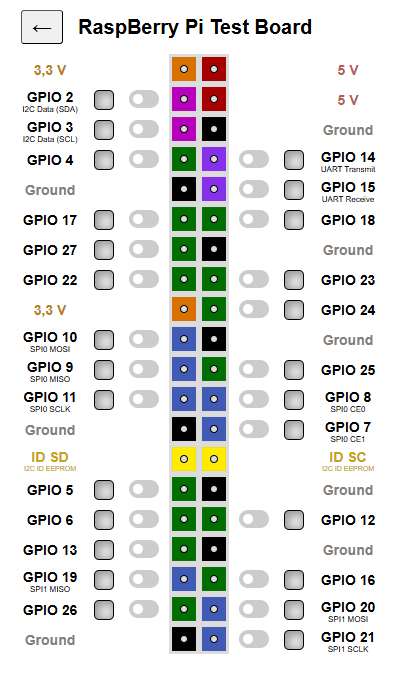 ←
RaspBerry Pi Test Board
3,3 V
5 V
GPIO 2
I2C Data (SDA)
5 V
GPIO 3
I2C Data (SCL)
Ground
GPIO 4
GPIO 14
UART Transmit
Ground
GPIO 15
UART Receive
GPIO 17
GPIO 18
GPIO 27
Ground
GPIO 22
GPIO 23
3,3 V
GPIO 24
GPIO 10
SPI0 MOSI
Ground
GPIO 9
SPI0 MISO
GPIO 25
GPIO 11
SPI0 SCLK
GPIO 8
SPI0 CE0
Ground
GPIO 7
SPI0 CE1
ID SD
I2C ID EEPROM
ID SC
I2C ID EEPROM
GPIO 5
Ground
GPIO 6
GPIO 12
GPIO 13
Ground
GPIO 19
SPI1 MISO
GPIO 16
GPIO 26
GPIO 20
SPI1 MOSI
Ground
GPIO 21
SPI1 SCLK